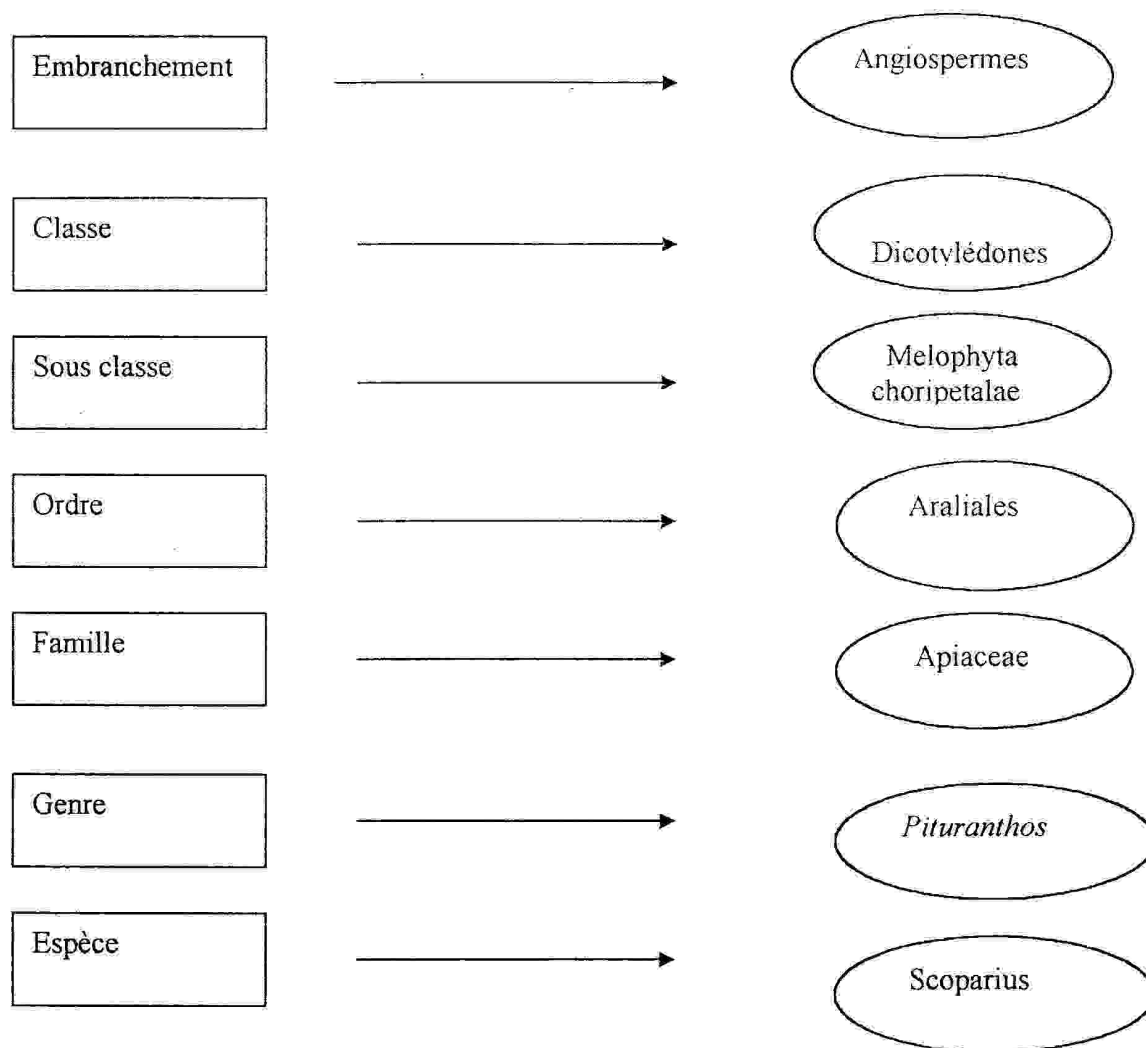 Embranchement
Angiospermes
Classe
Dicotylédones
Sous classe
Melophyta
choripetalae
Ordre
Araliales
Famille
Apiaceae
Genre
Pituranthos
Espèce
Scoparius